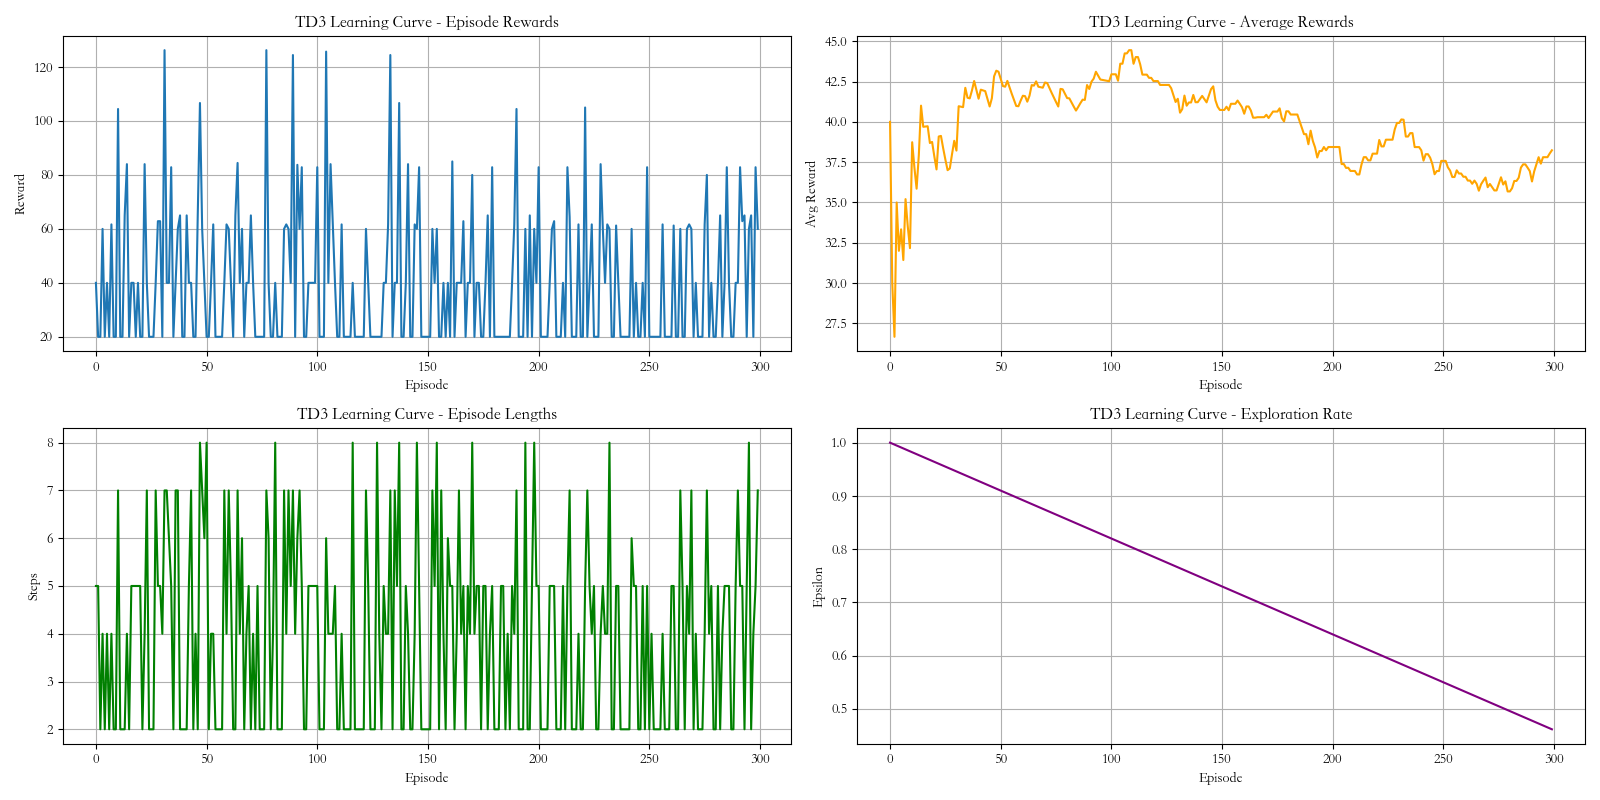 TD3 Learning Curve - Episode Rewards
Reward
120
100
80
60
40
20
0 50 100 150 200 250 300
Episode
TD3 Learning Curve - Average Rewards
Avg Reward
45.0
42.5
40.0
37.5
35.0
32.5
30.0
27.5
0 50 100 150 200 250 300
Episode
TD3 Learning Curve - Episode Lengths
Steps
8
7
6
5
4
3
2
0 50 100 150 200 250 300
Episode
TD3 Learning Curve - Exploration Rate
Epsilon
1.0
0.9
0.8
0.7
0.6
0.5
0 50 100 150 200 250 300
Episode